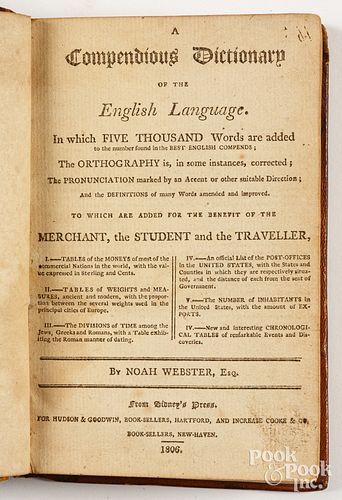 A
Compendious Dictionary
OF THE
English Language.
In which FIVE THOUSAND Words are added
to the number found in the BEST ENGLISH COMPENDS;
The ORTHOGRAPHY is, in some instances, corrected;
The PRONUNCIATION marked by an Accent or other suitable Direction;
And the DEFINITIONS of many Words amended and improved.
TO WHICH ARE ADDED FOR THE BENEFIT OF THE
MERCHANT, the STUDENT and the TRAVELLER,
I.—TABLES of the MONEYS of most of the
commercial Nations in the world, with the val-
ue expressed in Sterling and Cents.
II.—TABLES of WEIGHTS and MEA-
SURES, ancient and modern, with the propor-
tion between the several weights used in the
principal cities of Europe.
III.—The DIVISIONS of TIME among the
Jews, Greeks and Romans, with a Table exhib-
iting the Roman manner of dating.
IV.—An official List of the POST-OFFICES
in the UNITED STATES, with the States and
Counties in which they are respectively situa-
ted, and the distance of each from the seat of
Government.
V.—The NUMBER of INHABITANTS in
the United States, with the amount of EX-
PORTS.
IV.—New and interesting CHRONOLOGI-
CAL TABLES of remarkable Events and Dis-
coveries.
By NOAH WEBSTER, Esq.
From Sidney's Press.
FOR HUDSON & GOODWIN, BOOK-SELLERS, HARTFORD, AND INCREASE COOKE & CO.
BOOK-SELLERS, NEW-HAVEN.
1806.
Pook
& Pook
Inc.